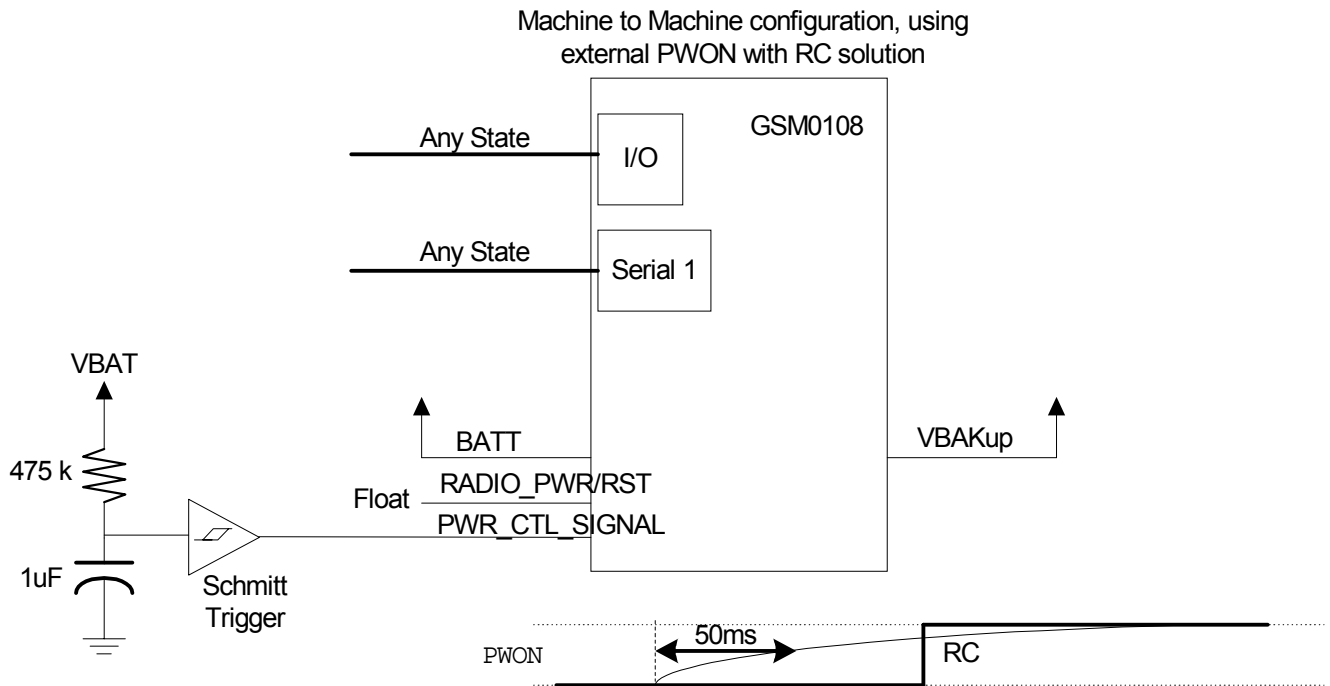 Machine to Machine configuration, using
external PWON with RC solution
GSM0108
Any State
I/O
Any State
Serial 1
VBAT
475 k
1uF
Schmitt
Trigger
BATT
Float
RADIO_PWR/RST
PWR_CTL_SIGNAL
VBAKup
PWON
50ms
RC